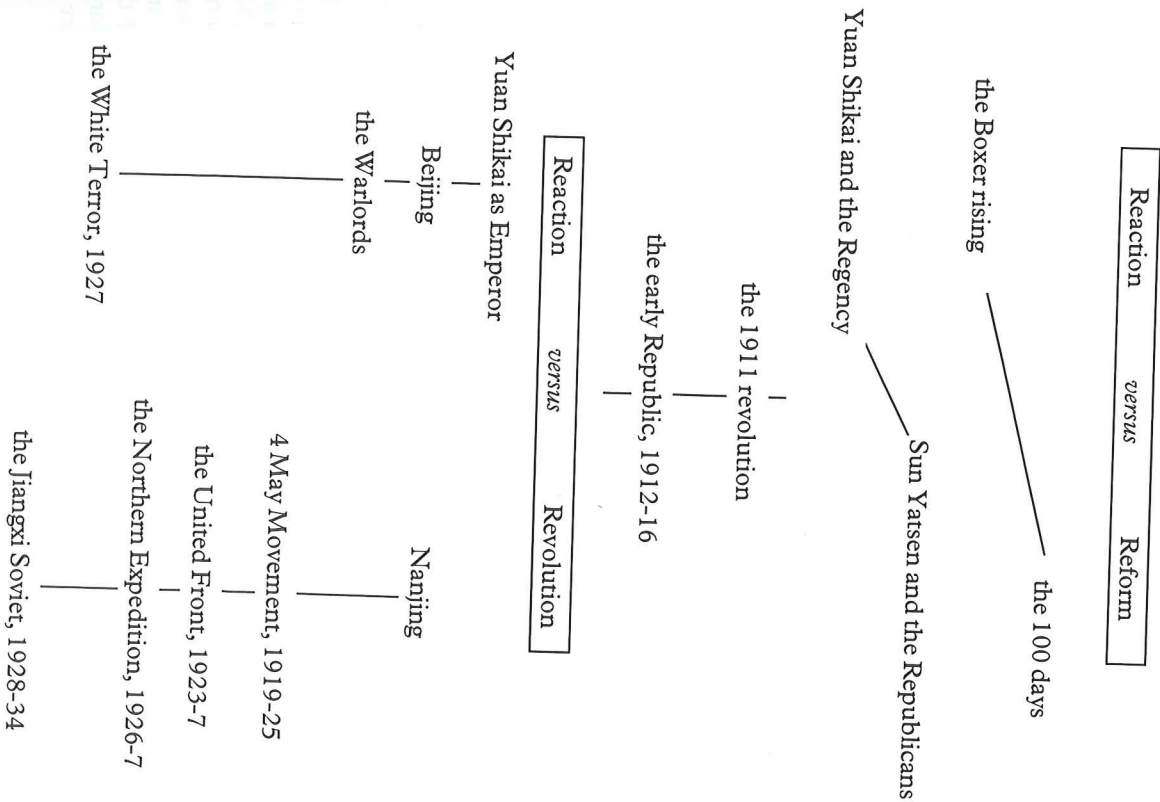 Reaction versus Reform
the Boxer rising
the 100 days
Yuan Shikai and the Regency
Sun Yatsen and the Republicans
the 1911 revolution
the early Republic, 1912-16
Reaction versus Revolution
Yuan Shikai as Emperor
Beijing
Nanjing
the Warlords
4 May Movement, 1919-25
the United Front, 1923-7
the Northern Expedition, 1926-7
the White Terror, 1927
the Jiangxi Soviet, 1928-34